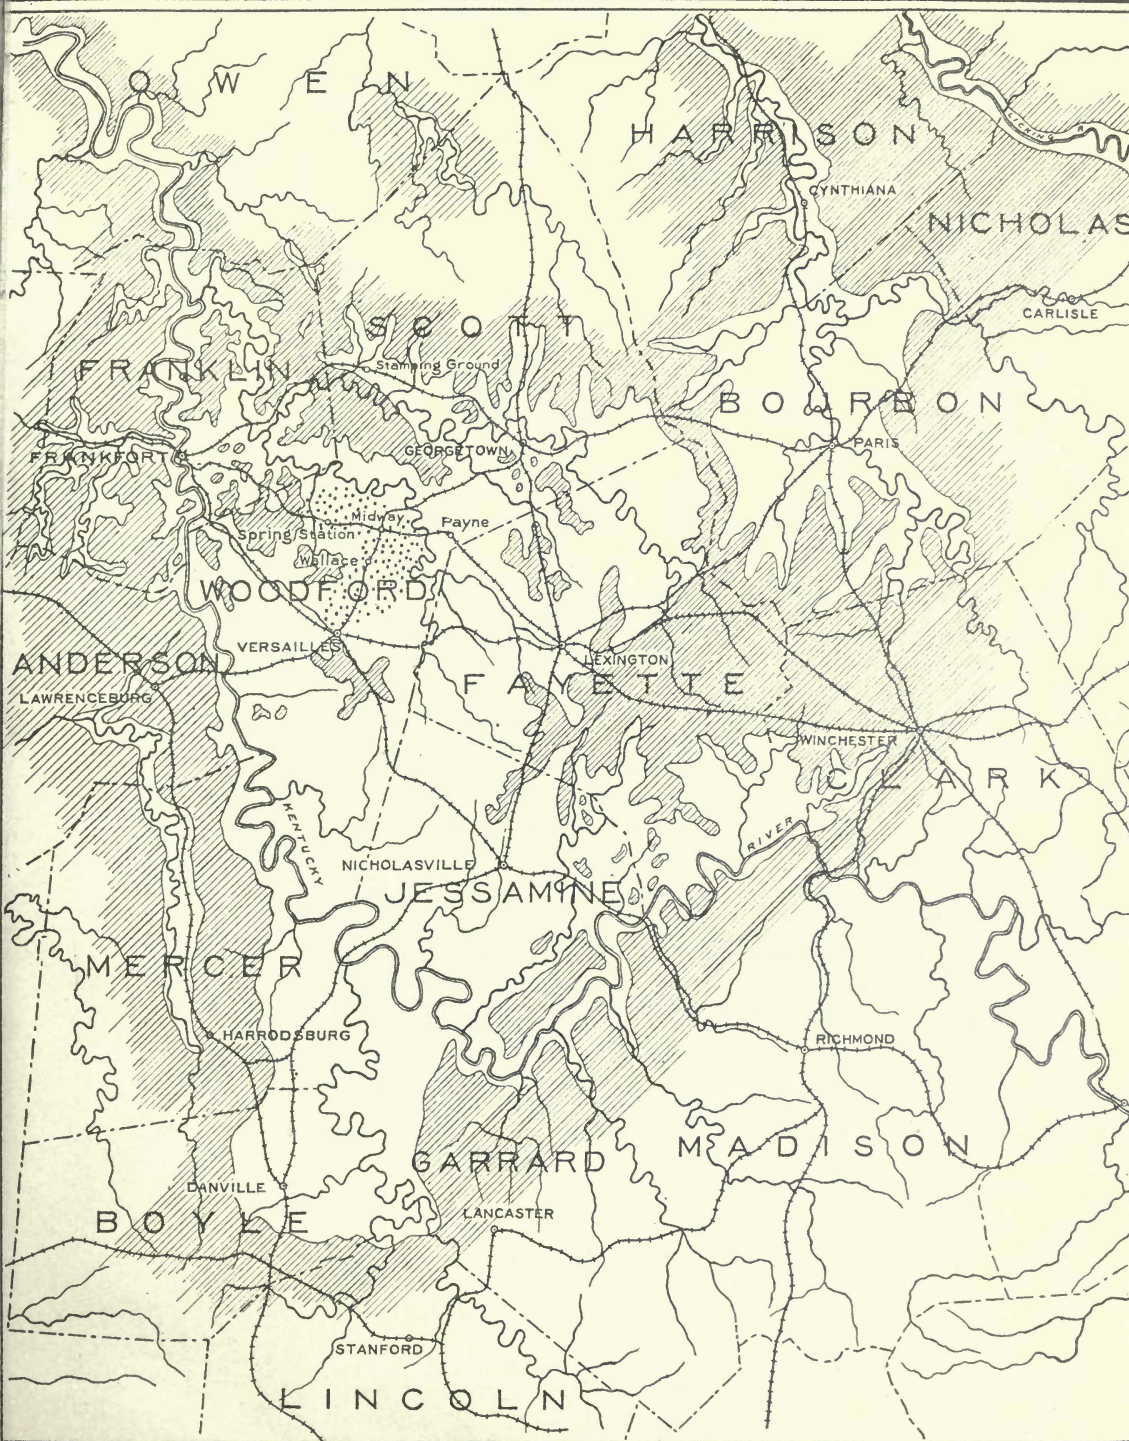 OWEN
HARRISON
LICKING R
CYNTHIANA
NICHOLAS
CARLISLE
SCOTT
FRANKLIN
Stamping Ground
BOURBON
PARIS
GEORGETOWN
FRANKFORT
Midway
Payne
Spring Station
Wallace
WOODFORD
VERSAILLES
LEXINGTON
ANDERSON
LAWRENCEBURG
FAYETTE
WINCHESTER
CLARK
KENTUCKY
RIVER
NICHOLASVILLE
JESSAMINE
MERCER
HARRODSBURG
RICHMOND
MADISON
GARRARD
DANVILLE
LANCASTER
BOYLE
STANFORD
LINCOLN